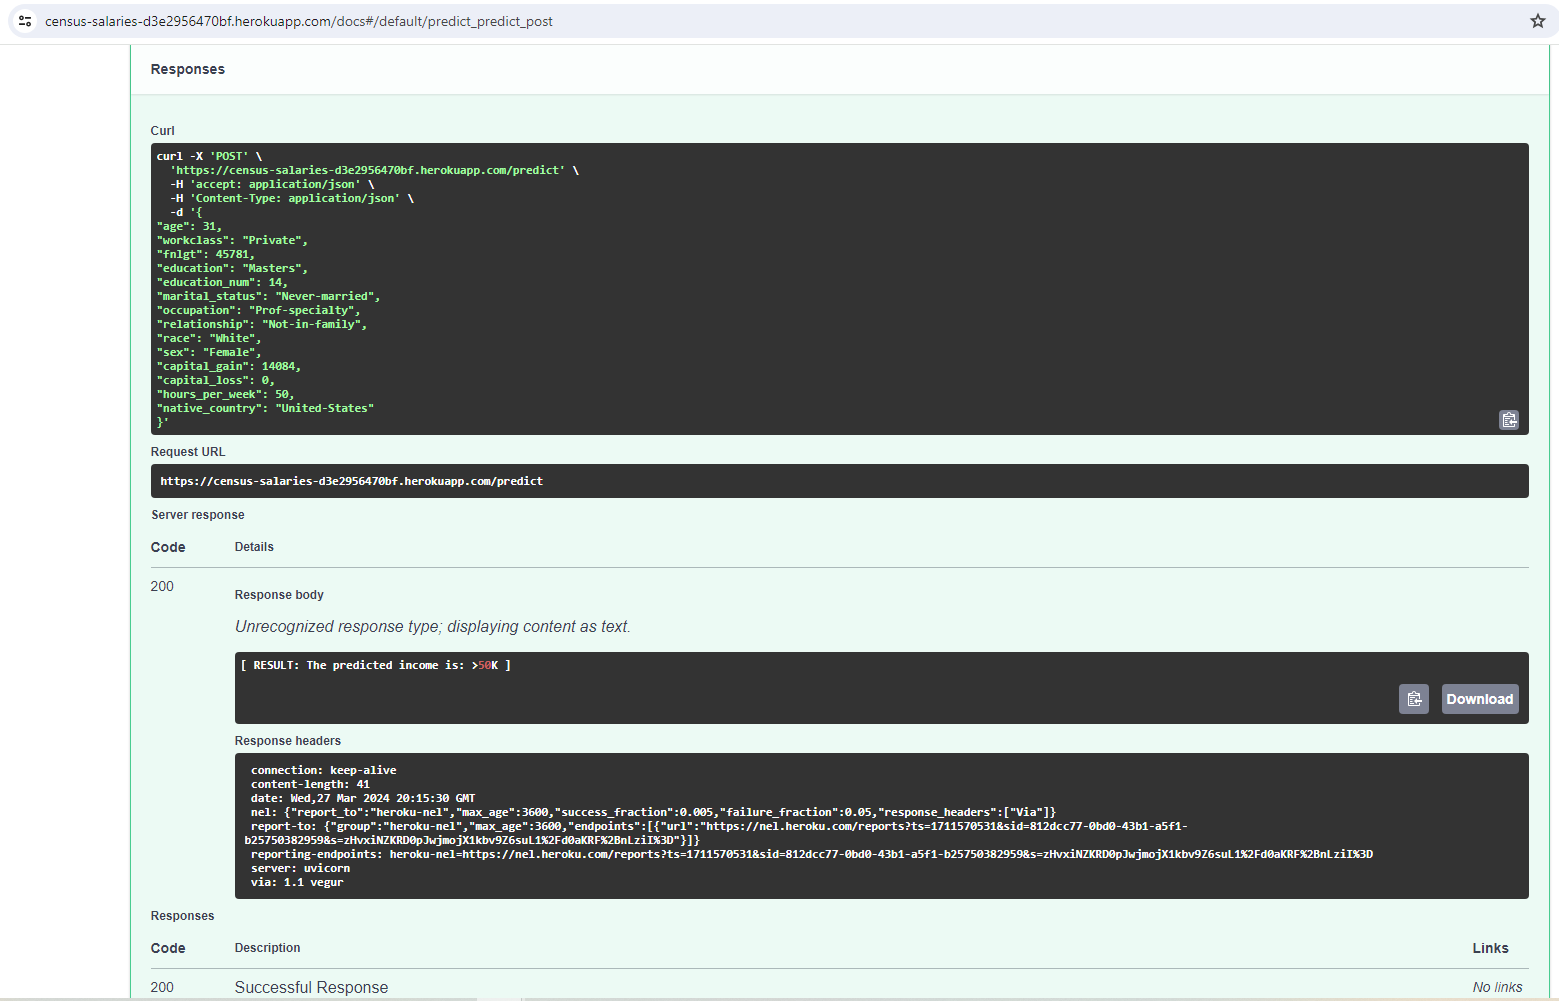 census-salaries-d3e2956470bf.herokuapp.com/docs#/default/predict_predict_post
Responses
Curl
curl -X 'POST' \
'https://census-salaries-d3e2956470bf.herokuapp.com/predict' \
-H 'accept: application/json' \
-H 'Content-Type: application/json' \
-d '{
"age": 31,
"workclass": "Private",
"fnlgt": 45781,
"education": "Masters",
"education_num": 14,
"marital_status": "Never-married",
"occupation": "Prof-specialty",
"relationship": "Not-in-family",
"race": "White",
"sex": "Female",
"capital_gain": 14084,
"capital_loss": 0,
"hours_per_week": 50,
"native_country": "United-States"
}'
Request URL
https://census-salaries-d3e2956470bf.herokuapp.com/predict
Server response
Code Details
200
Response body
Unrecognized response type; displaying content as text.
[ RESULT: The predicted income is: >50K ]
Download
Response headers
connection: keep-alive
content-length: 41
date: Wed,27 Mar 2024 20:15:30 GMT
nel: {"report_to":"heroku-nel","max_age":3600,"success_fraction":0.005,"failure_fraction":0.05,"response_headers":["Via"]}
report-to: {"group":"heroku-nel","max_age":3600,"endpoints":[{"url":"https://nel.heroku.com/reports?ts=1711570531&sid=812dcc77-0bd0-43b1-a5f1-
b25750382959&s=zHvxiNZKRD0pJwjmojX1kbv9Z6suL1%2Fd0aKRF%2BnLziI%3D"}]}
reporting-endpoints: heroku-nel=https://nel.heroku.com/reports?ts=1711570531&sid=812dcc77-0bd0-43b1-a5f1-b25750382959&s=zHvxiNZKRD0pJwjmojX1kbv9Z6suL1%2Fd0aKRF%2BnLziI%3D
server: uvicorn
via: 1.1 vegur
Responses
Code Description Links
200 Successful Response No links